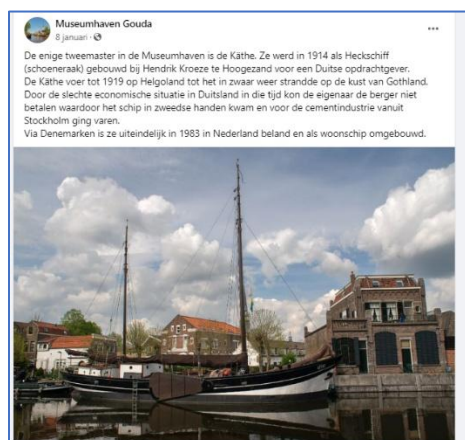 Museumhaven Gouda
8 januari ·
De enige tweemaster in de Museumhaven is de Käthe. Ze werd in 1914 als Heckschiff
(schoeneraak) gebouwd bij Hendrik Kroeze te Hoogezand voor een Duitse opdrachtgever.
De Käthe voer tot 1919 op Helgoland tot het in zwaar weer strandde op de kust van Gothland.
Door de slechte economische situatie in Duitsland in die tijd kon de eigenaar de berger niet
betalen waardoor het schip in zweedse handen kwam en voor de cementindustrie vanuit
Stockholm ging varen.
Via Denemarken is ze uiteindelijk in 1983 in Nederland beland en als woonschip omgebouwd.